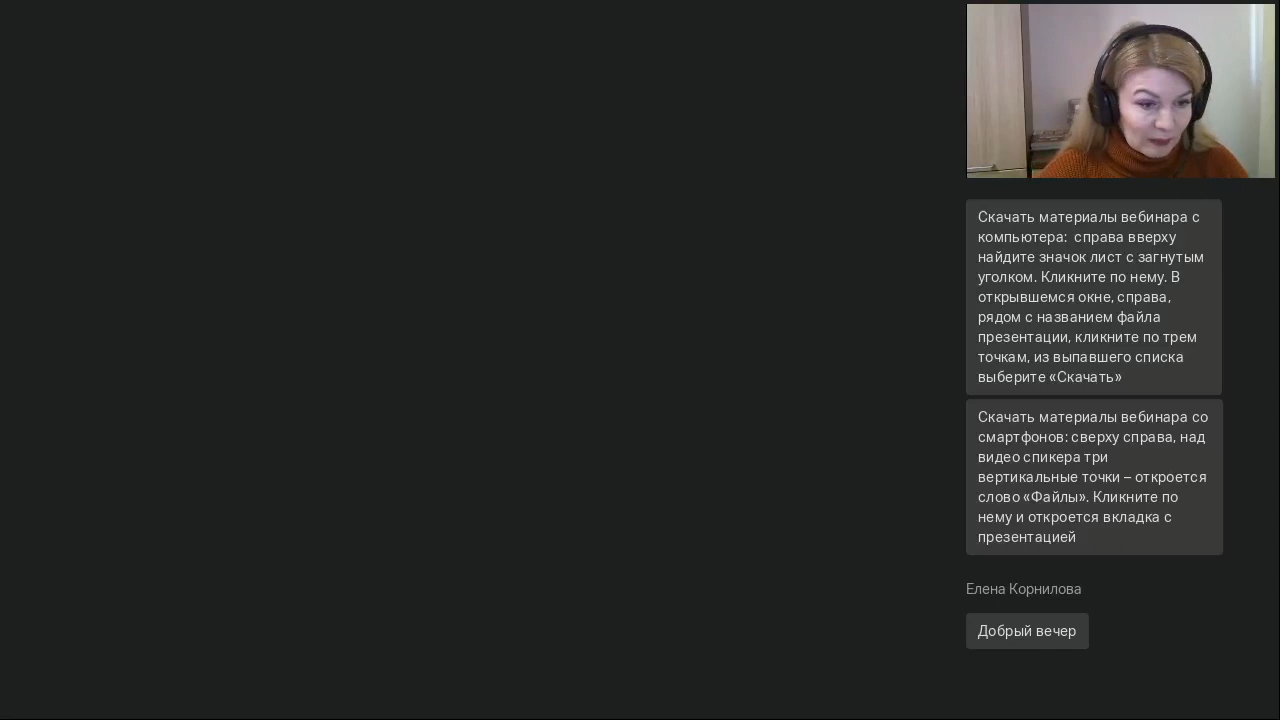 Скачать материалы вебинара с
компьютера:  справа вверху
найдите значок лист с загнутым
уголком. Кликните по нему. В
открывшемся окне, справа,
рядом с названием файла
презентации, кликните по трем
точкам, из выпавшего списка
выберите «Скачать»
Скачать материалы вебинара со
смартфонов: сверху справа, над
видео спикера три
вертикальные точки – откроется
слово «Файлы». Кликните по
нему и откроется вкладка с
презентацией
Елена Корнилова
Добрый вечер